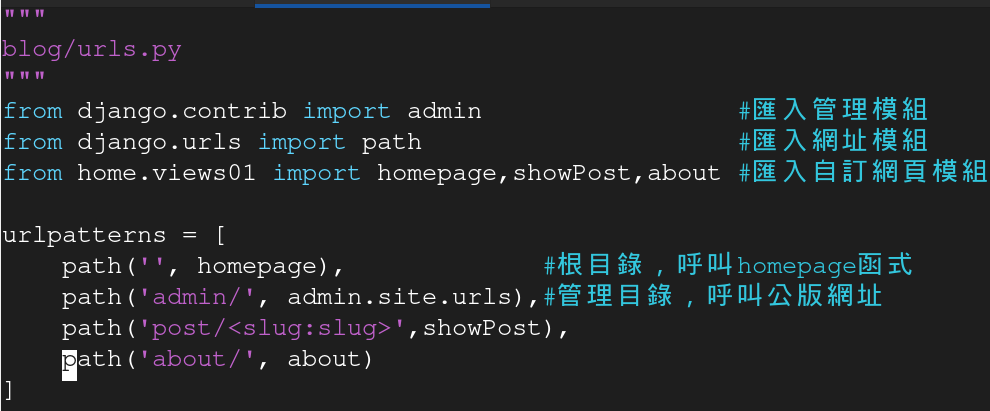 """
blog/urls.py
"""
from django.contrib import admin #匯入管理模組
from django.urls import path #匯入網址模組
from home.views01 import homepage,showPost,about #匯入自訂網頁模組
urlpatterns = [
path('', homepage), #根目錄，呼叫homepage函式
path('admin/', admin.site.urls),#管理目錄，呼叫公版網址
path('post/<slug:slug>',showPost),
path('about/', about)
]